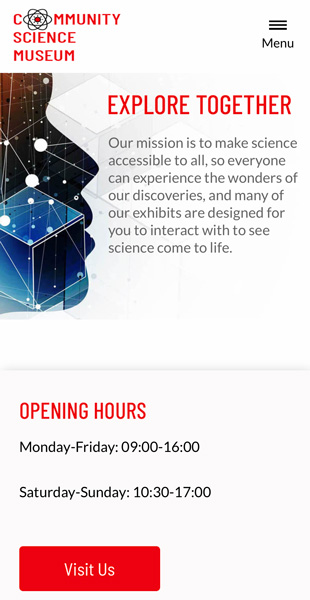 COMMUNITY
SCIENCE
MUSEUM
Menu
EXPLORE TOGETHER
Our mission is to make science
accessible to all, so everyone
can experience the wonders of
our discoveries, and many of
our exhibits are designed for
you to interact with to see
science come to life.
OPENING HOURS
Monday-Friday: 09:00-16:00
Saturday-Sunday: 10:30-17:00
Visit Us